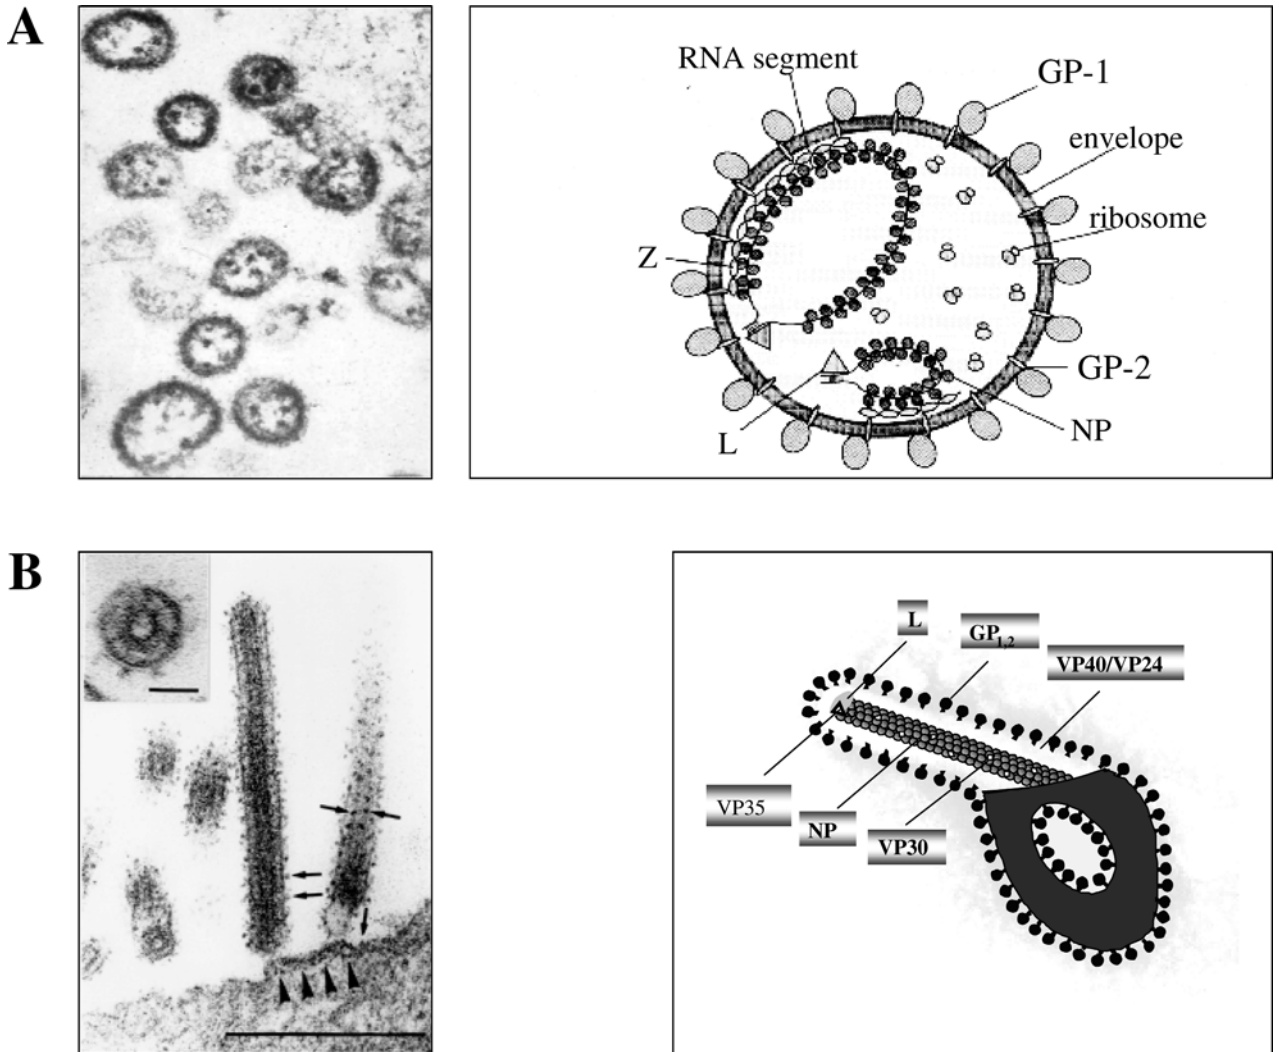 A
RNA segment
GP-1
envelope
ribosome
Z
GP-2
L
NP
B
L
GP1,2
VP40/VP24
VP35
NP
VP30